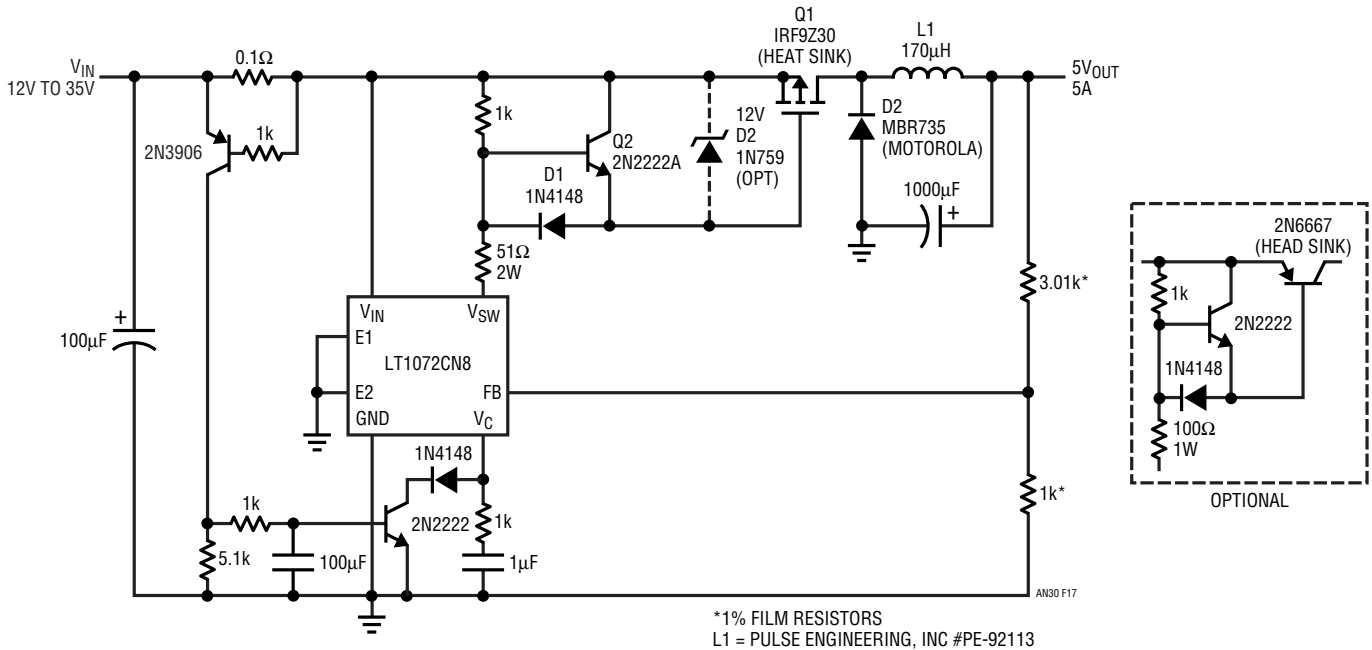 V_IN
12V TO 35V
0.1Ω
1k
2N3906
100µF
1k
Q2
2N2222A
D1
1N4148
51Ω
2W
12V
D2
1N759
(OPT)
Q1
IRF9Z30
(HEAT SINK)
L1
170µH
D2
MBR735
(MOTOROLA)
1000µF
5V_OUT
5A
3.01k*
V_IN
V_SW
E1
LT1072CN8
E2
FB
GND
V_C
1N4148
1k
2N2222
1k
5.1k
100µF
1µF
1k*
AN30 F17
2N6667
(HEAD SINK)
1k
2N2222
1N4148
100Ω
1W
OPTIONAL
+
+
*1% FILM RESISTORS
L1 = PULSE ENGINEERING, INC #PE-92113